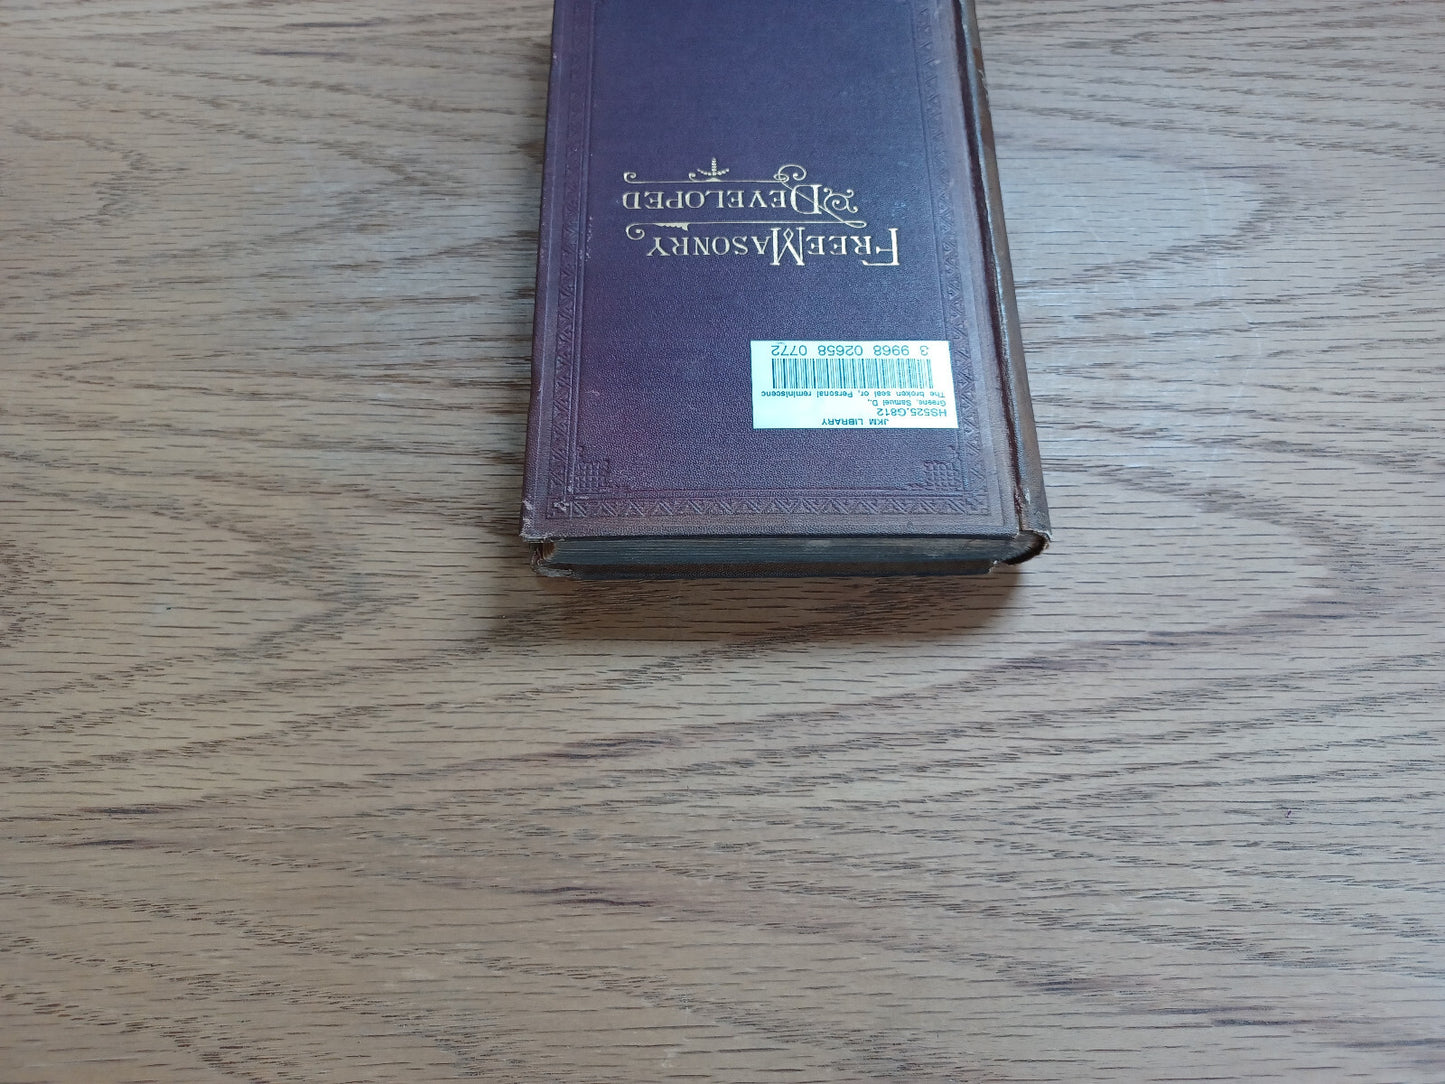 FREEMASONRY
DEVELOPED
JKM LIBRARY
HS525.G812
Greene, Samuel D.,
The broken seal or, Personal reminiscenc
3 9968 02658 0772